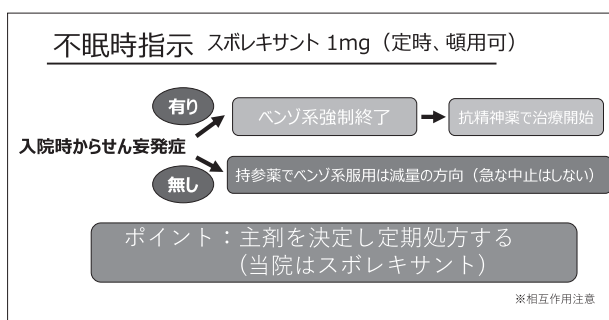 不眠時指示 スボレキサント 1mg（定時、頓用可）
有り
ベンゾ系強制終了
抗精神薬で治療開始
入院時からせん妄発症
無し
持参薬でベンゾ系服用は減量の方向（急な中止はしない）
ポイント：主剤を決定し定期処方する
（当院はスボレキサント）
※相互作用注意